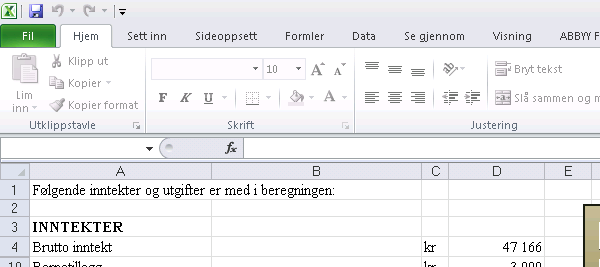 Fil Hjem Sett inn Sideoppsett Formler Data Se gjennom Visning ABBYY F
Lim inn
Klipp ut
Kopier
Kopier format
Utklippstavle
10 A A
F K U A
Skrift
Bryt tekst
Slå sammen og m
Justering
fx
A B C D E
1 Følgende inntekter og utgifter er med i beregningen:
2
3 INNTEKTER
4 Brutto inntekt kr 47 166
10 Barnetillegg kr 3 000